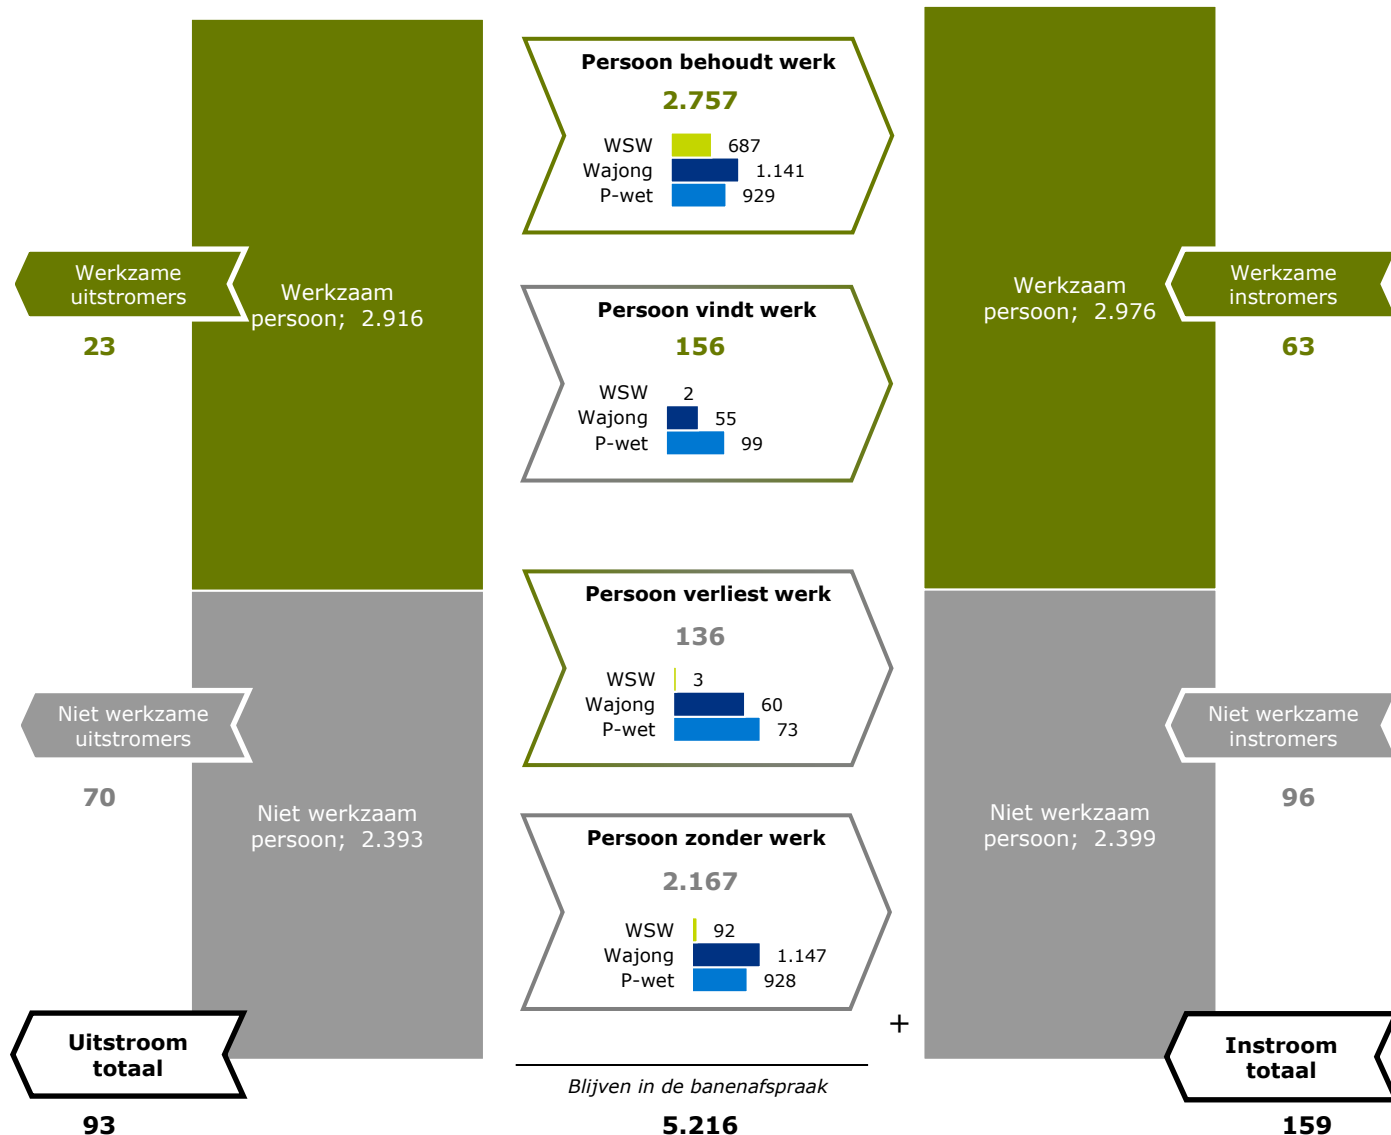 Werkzame
uitstromers
23
Werkzaam
persoon; 2.916
Niet werkzame
uitstromers
70
Niet werkzaam
persoon; 2.393
Uitstroom
totaal
93
Persoon behoudt werk
2.757
WSW 687
Wajong 1.141
P-wet 929
Persoon vindt werk
156
WSW 2
Wajong 55
P-wet 99
Persoon verliest werk
136
WSW 3
Wajong 60
P-wet 73
Persoon zonder werk
2.167
WSW 92
Wajong 1.147
P-wet 928
+
Blijven in de banenafspraak
5.216
Werkzaam
persoon; 2.976
Werkzame
instromers
63
Niet werkzaam
persoon; 2.399
Niet werkzame
instromers
96
Instroom
totaal
159